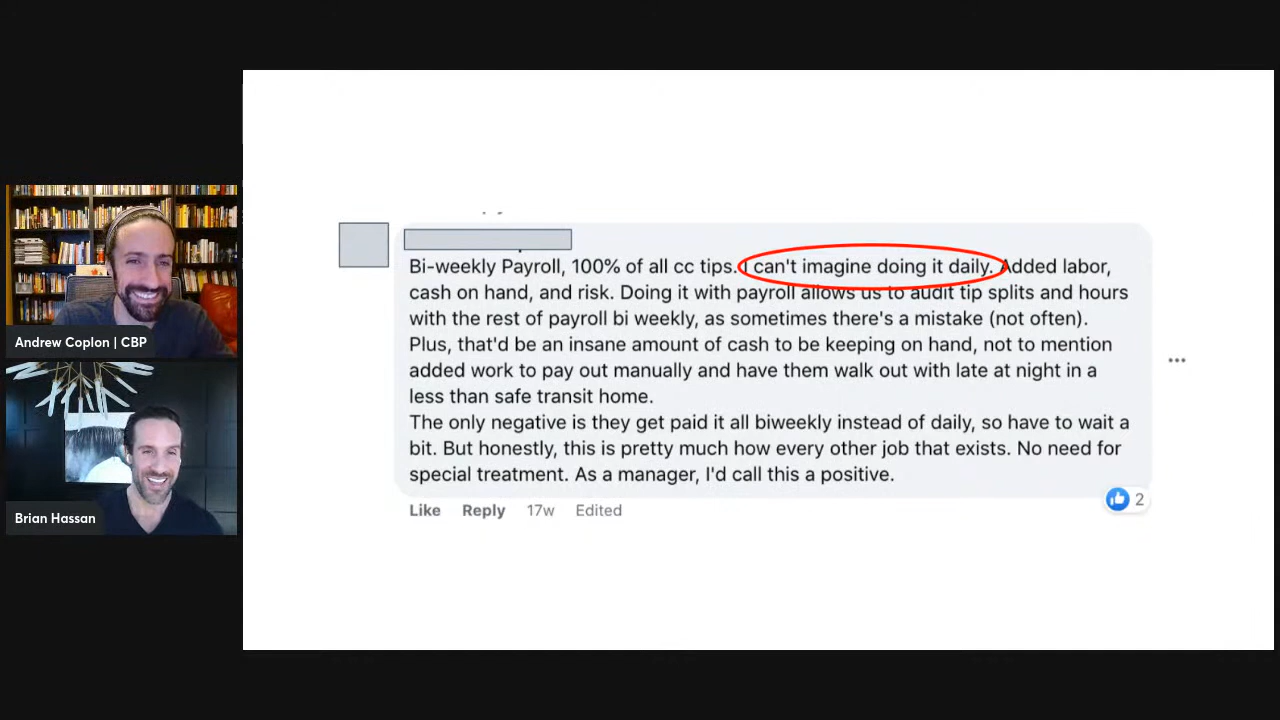 Andrew Coplon | CBP
Brian Hassan
Bi-weekly Payroll, 100% of all cc tips. I can't imagine doing it daily. Added labor,
cash on hand, and risk. Doing it with payroll allows us to audit tip splits and hours
with the rest of payroll bi weekly, as sometimes there's a mistake (not often).
Plus, that'd be an insane amount of cash to be keeping on hand, not to mention
added work to pay out manually and have them walk out with late at night in a
less than safe transit home.
The only negative is they get paid it all biweekly instead of daily, so have to wait a
bit. But honestly, this is pretty much how every other job that exists. No need for
special treatment. As a manager, I'd call this a positive.
Like Reply 17w Edited
2